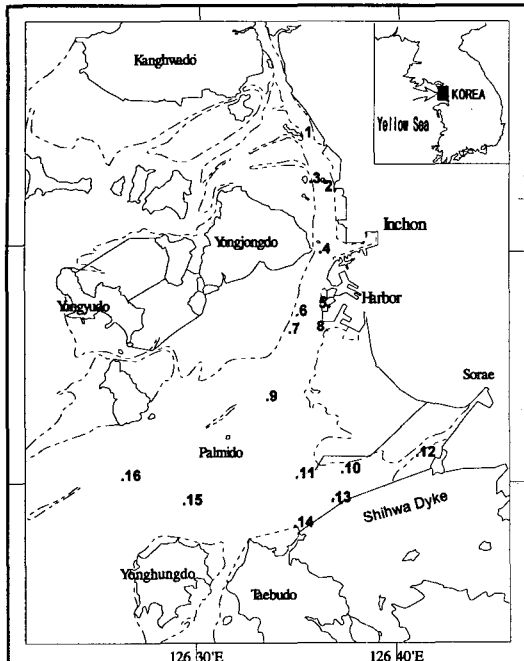 Kanghwado
KOREA
Yellow Sea
1
3
2
Yongjongdo
Inchon
4
Yongyudo
Harbor
6
7
8
Sorae
9
Palmido
12
16
11
10
15
13
Shihwa Dyke
14
Yonghungdo
Taebudo
126 30'E
126 40'E